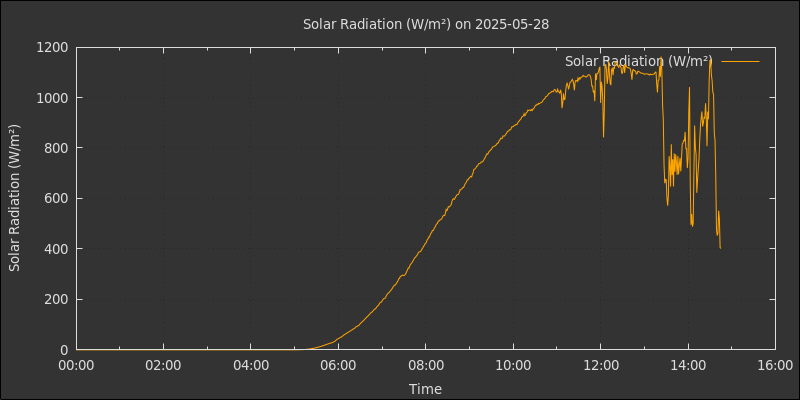 Solar Radiation (W/m²) on 2025-05-28
Solar Radiation (W/m²)
1200
1000
800
600
400
200
0
Solar Radiation (W/m²)
00:00 02:00 04:00 06:00 08:00 10:00 12:00 14:00 16:00
Time